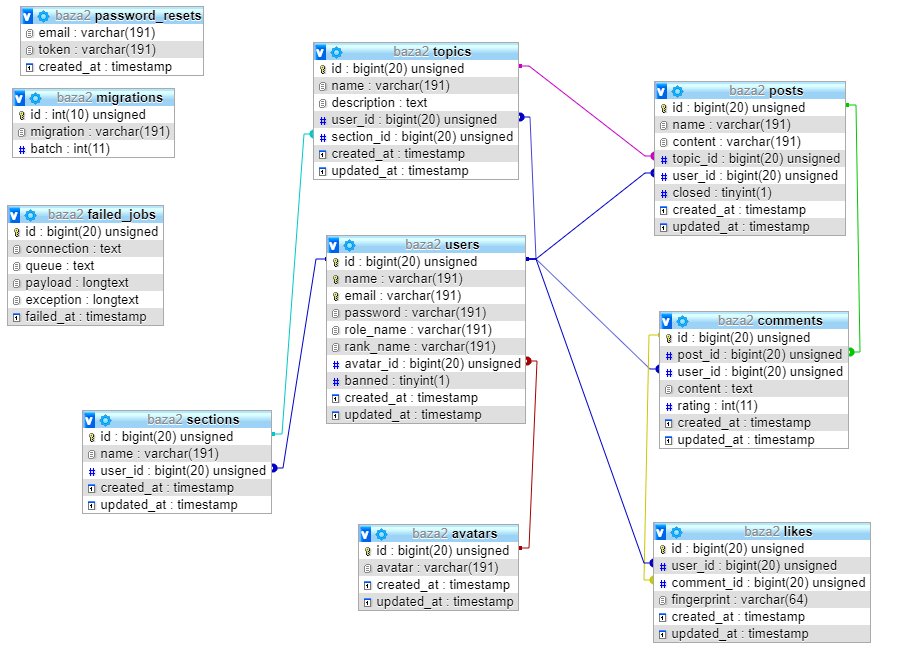 baza2 password_resets
email : varchar(191)
token : varchar(191)
created_at : timestamp
baza2 migrations
id : int(10) unsigned
migration : varchar(191)
batch : int(11)
baza2 failed_jobs
id : bigint(20) unsigned
connection : text
queue : text
payload : longtext
exception : longtext
failed_at : timestamp
baza2 topics
id : bigint(20) unsigned
name : varchar(191)
description : text
user_id : bigint(20) unsigned
section_id : bigint(20) unsigned
created_at : timestamp
updated_at : timestamp
baza2 posts
id : bigint(20) unsigned
name : varchar(191)
content : varchar(191)
topic_id : bigint(20) unsigned
user_id : bigint(20) unsigned
closed : tinyint(1)
created_at : timestamp
updated_at : timestamp
baza2 users
id : bigint(20) unsigned
name : varchar(191)
email : varchar(191)
password : varchar(191)
role_name : varchar(191)
rank_name : varchar(191)
avatar_id : bigint(20) unsigned
banned : tinyint(1)
created_at : timestamp
updated_at : timestamp
baza2 comments
id : bigint(20) unsigned
post_id : bigint(20) unsigned
user_id : bigint(20) unsigned
content : text
rating : int(11)
created_at : timestamp
updated_at : timestamp
baza2 sections
id : bigint(20) unsigned
name : varchar(191)
user_id : bigint(20) unsigned
created_at : timestamp
updated_at : timestamp
baza2 avatars
id : bigint(20) unsigned
avatar : varchar(191)
created_at : timestamp
updated_at : timestamp
baza2 likes
id : bigint(20) unsigned
user_id : bigint(20) unsigned
comment_id : bigint(20) unsigned
fingerprint : varchar(64)
created_at : timestamp
updated_at : timestamp